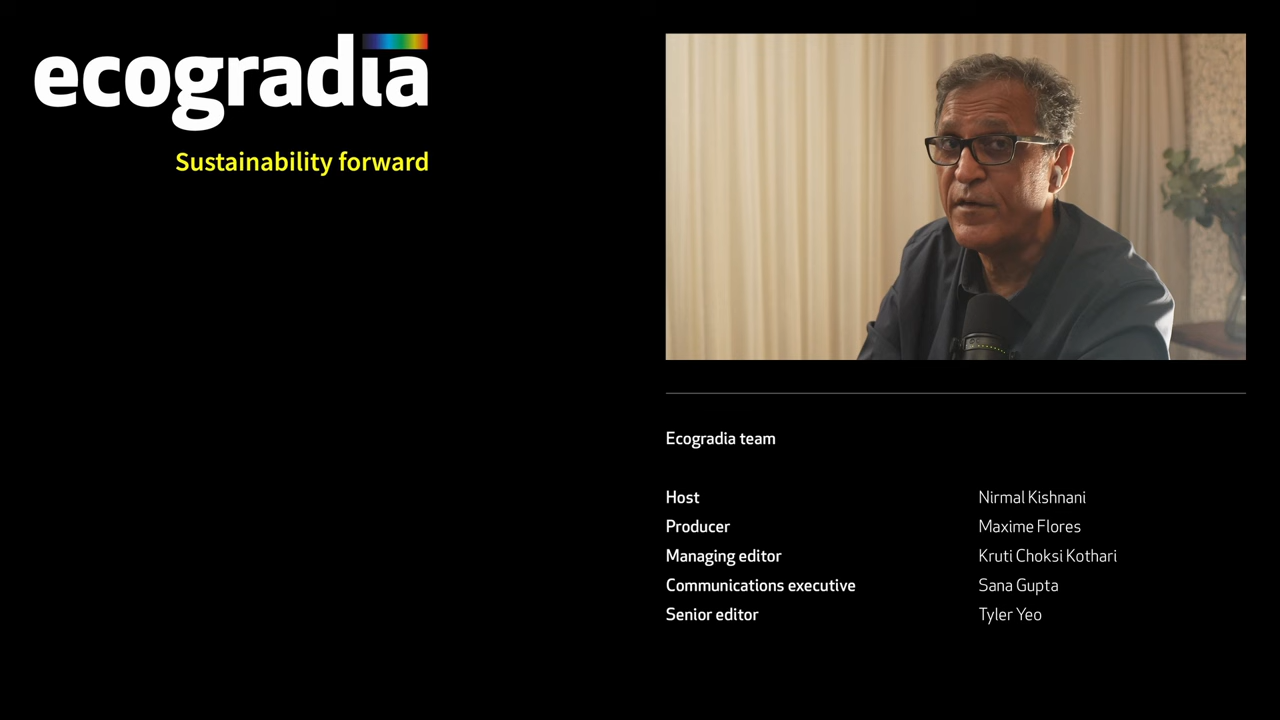 ecogradia
Sustainability forward
Ecogradia team
Host Nirmal Kishnani
Producer Maxime Flores
Managing editor Kruti Choksi Kothari
Communications executive Sana Gupta
Senior editor Tyler Yeo